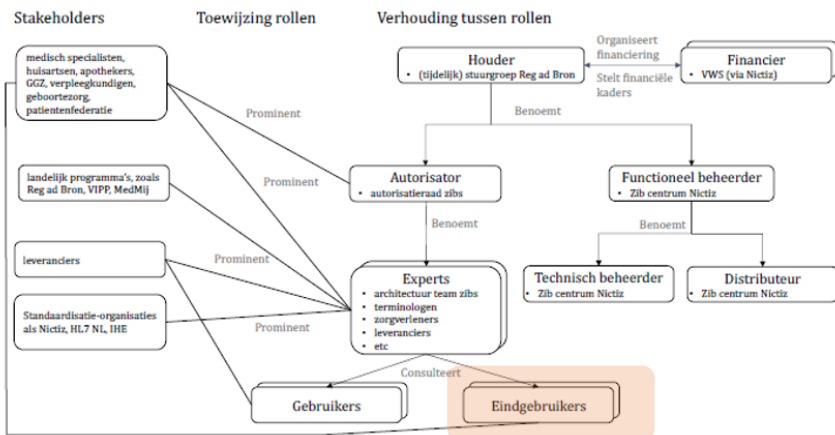 Stakeholders
Toewijzing rollen
Verhouding tussen rollen
medisch specialisten,
huisartsen, apothekers,
GGZ, verpleegkundigen,
geboortezorg,
patientenfederatie
Houder
• (tijdelijk) stuurgroep Reg ad Bron
Organiseert
financiering
Stelt financiële
kaders
Financier
• VWS (via Nictiz)
Prominent
Benoemt
landelijk programma's, zoals
Reg ad Bron, VIPP, MedMij
Prominent
Autorisator
• autorisatieraad zibs
Functioneel beheerder
• Zib centrum Nictiz
Benoemt
Benoemt
leveranciers
Prominent
Experts
• architectuur team zibs
• terminologen
• zorgverleners
• leveranciers
• etc
Technisch beheerder
• Zib centrum Nictiz
Distributeur
• Zib centrum Nictiz
Standaardisatie-organisaties
als Nictiz, HL7 NL, IHE
Prominent
Consulteert
Gebruikers
Eindgebruikers